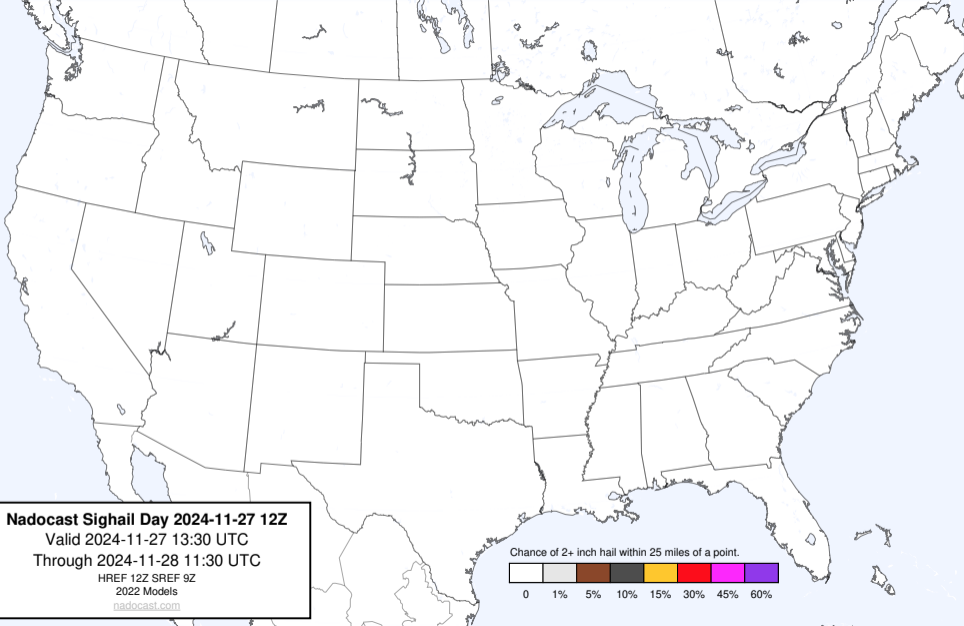 Nadocast Sighail Day 2024-11-27 12Z
Valid 2024-11-27 13:30 UTC
Through 2024-11-28 11:30 UTC
HREF 12Z SREF 9Z
2022 Models
nadocast.com
Chance of 2+ inch hail within 25 miles of a point.
0 1% 5% 10% 15% 30% 45% 60%